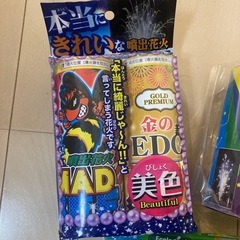 本当に
きれいな噴出花火
「本当に綺麗じゃ〜ん!!」と
言ってしまう花火です。
MAD
GOLD
PREMIUM
金の
EDO
美色
びしょく
Beautiful